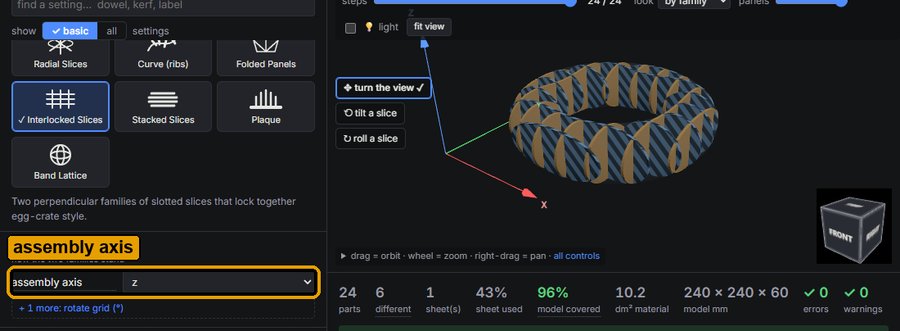 find a setting... dowel, kerf, label
show ✓ basic all settings
Radial Slices
Curve (ribs)
Folded Panels
✓ Interlocked Slices
Stacked Slices
Plaque
Band Lattice
Two perpendicular families of slotted slices that lock together
egg-crate style.
assembly axis
assembly axis z
+ 1 more: rotate grid (*)
steps 24 / 24 look by family panels
z
light fit view
✥ turn the view ✓
⟲ tilt a slice
↻ roll a slice
X
FRONT
▶ drag = orbit · wheel = zoom · right-drag = pan · all controls
24 6 1 43% 96% 10.2 240 × 240 × 60 ✓ 0 ✓ 0
parts different sheet(s) sheet used model covered dm² material model mm errors warnings